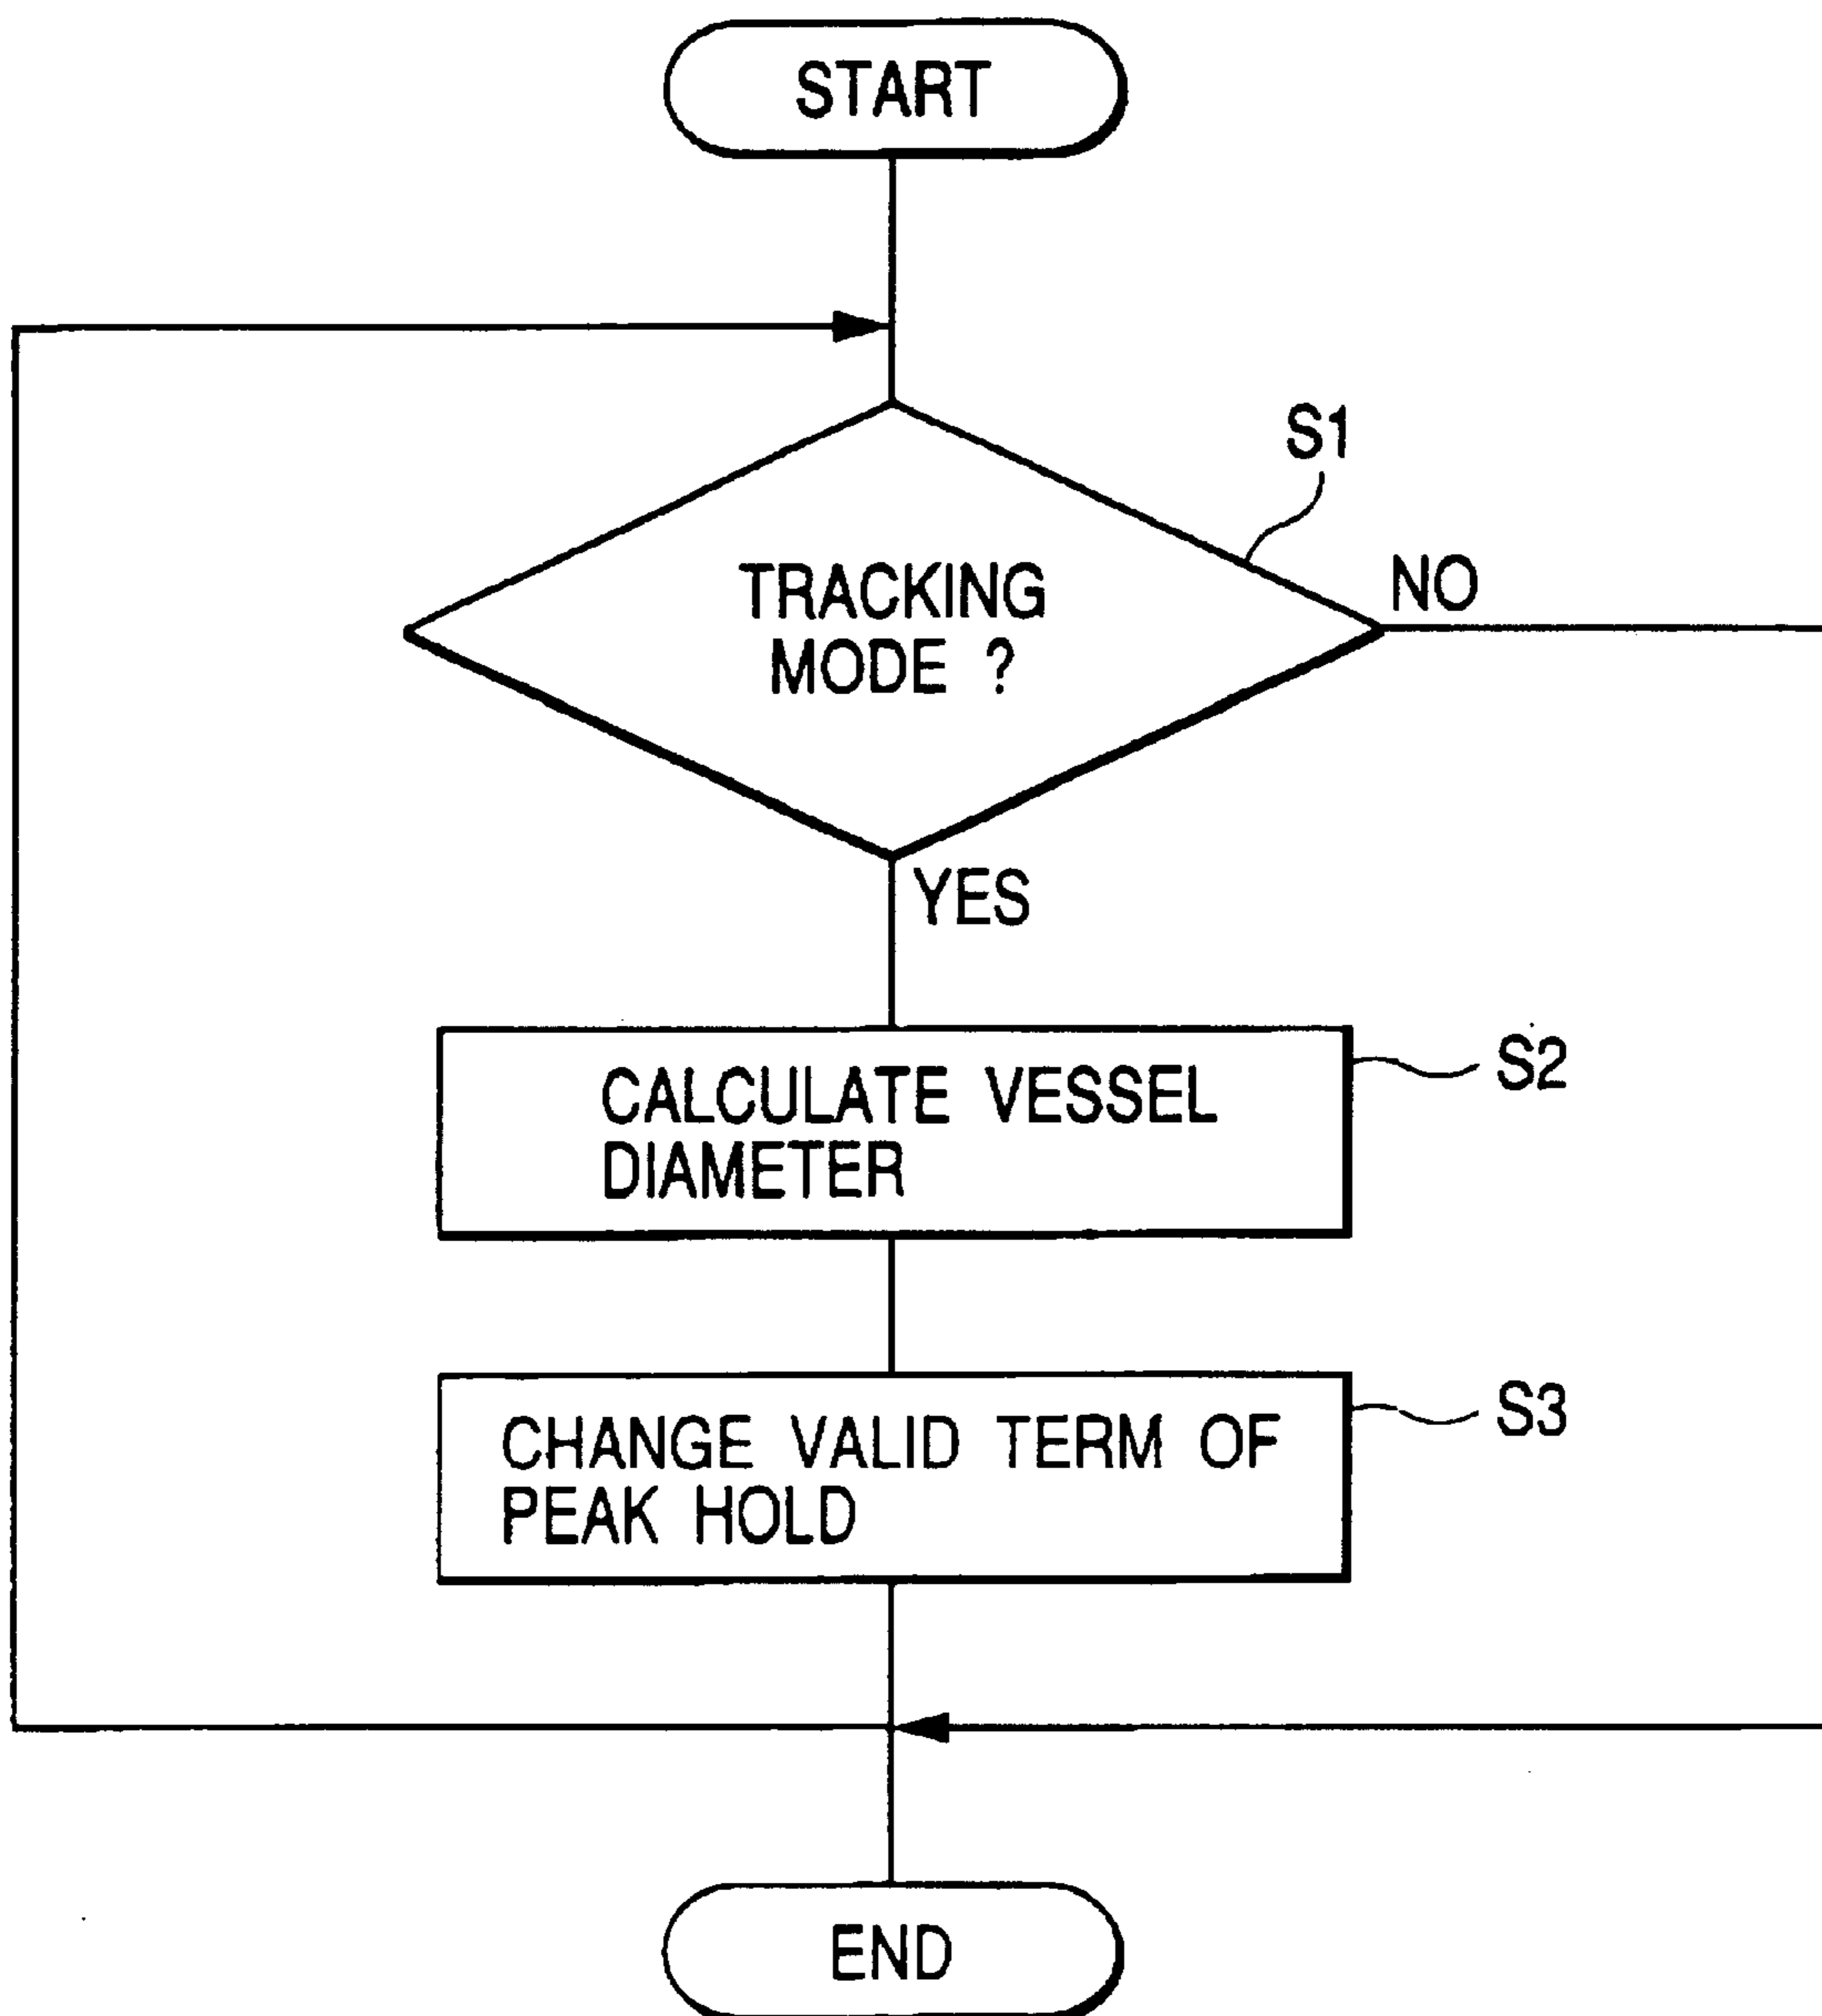 START
S1
TRACKING
MODE ?
NO
YES
CALCULATE VESSEL
DIAMETER
S2
CHANGE VALID TERM OF
PEAK HOLD
S3
END